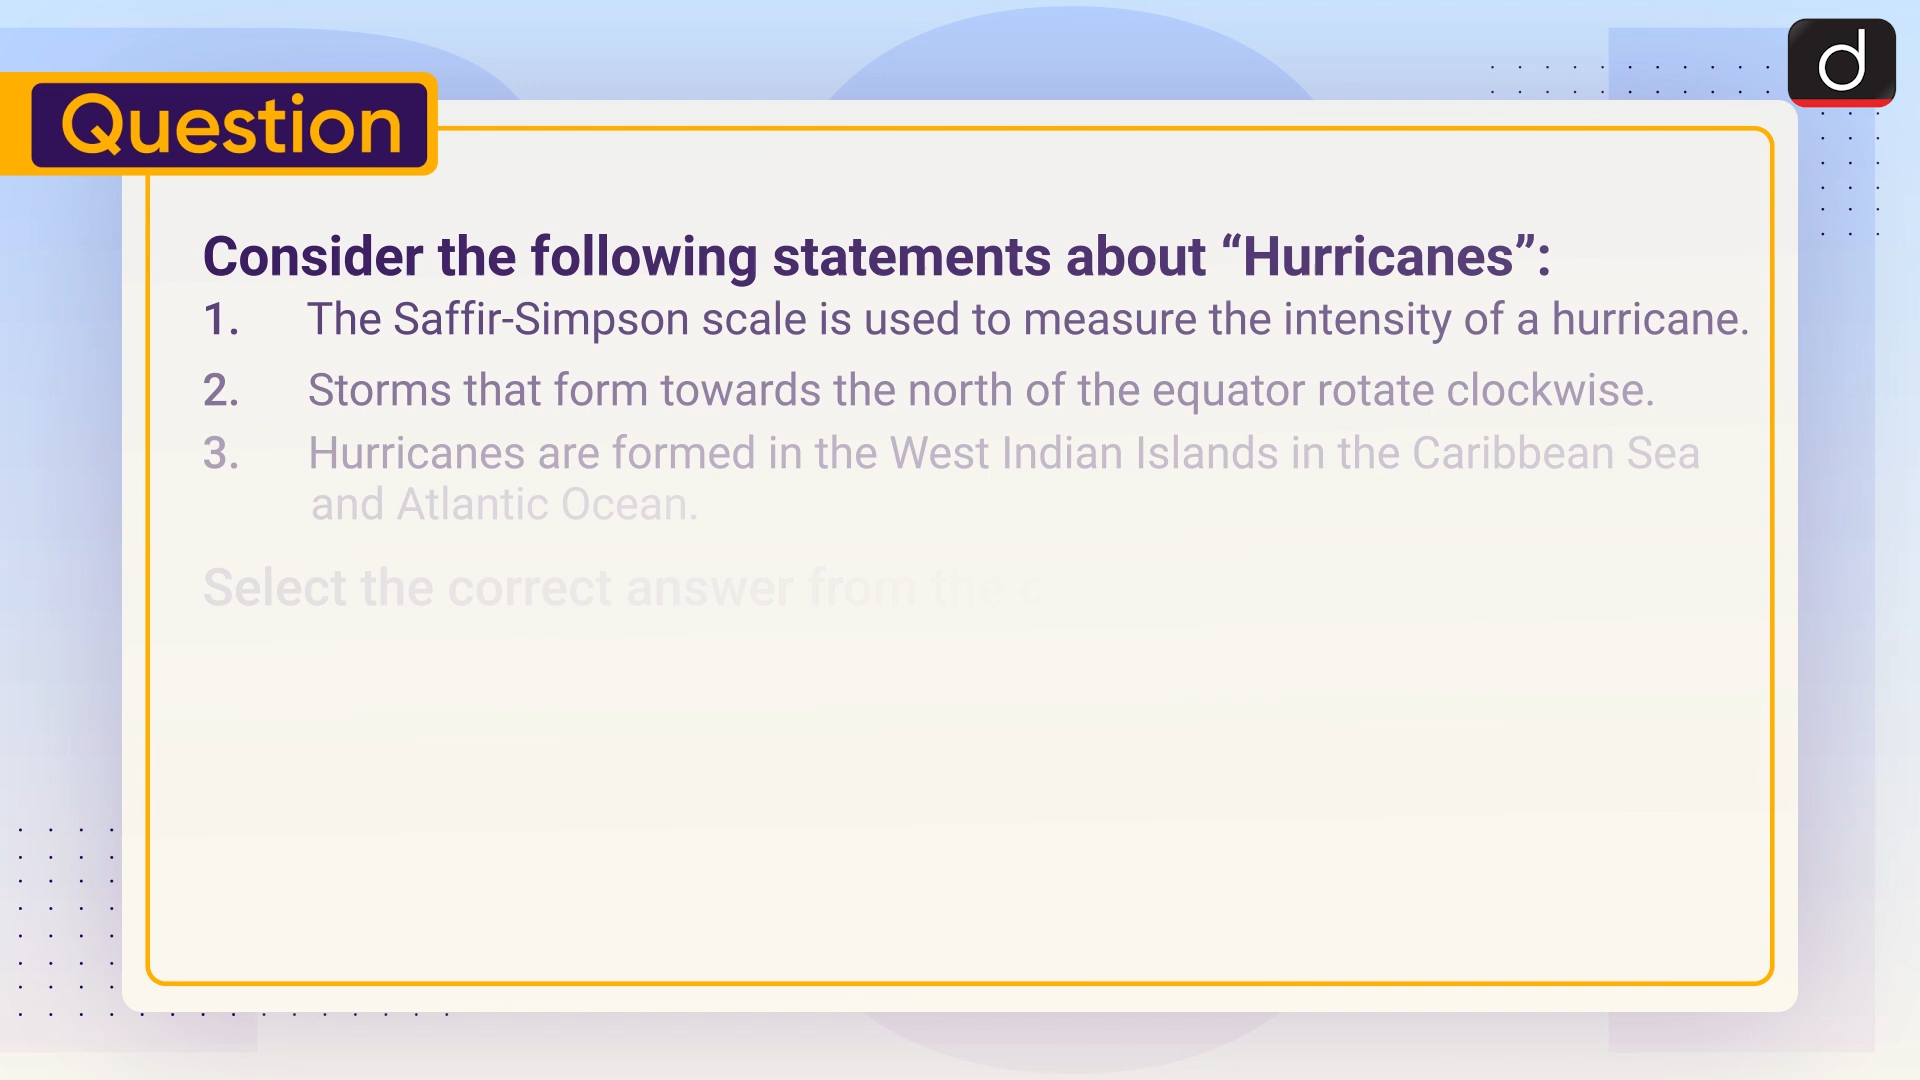 Question
Consider the following statements about “Hurricanes”:
1. The Saffir-Simpson scale is used to measure the intensity of a hurricane.
2. Storms that form towards the north of the equator rotate clockwise.
3. Hurricanes are formed in the West Indian Islands in the Caribbean Sea
and Atlantic Ocean.
Select the correct answer from the